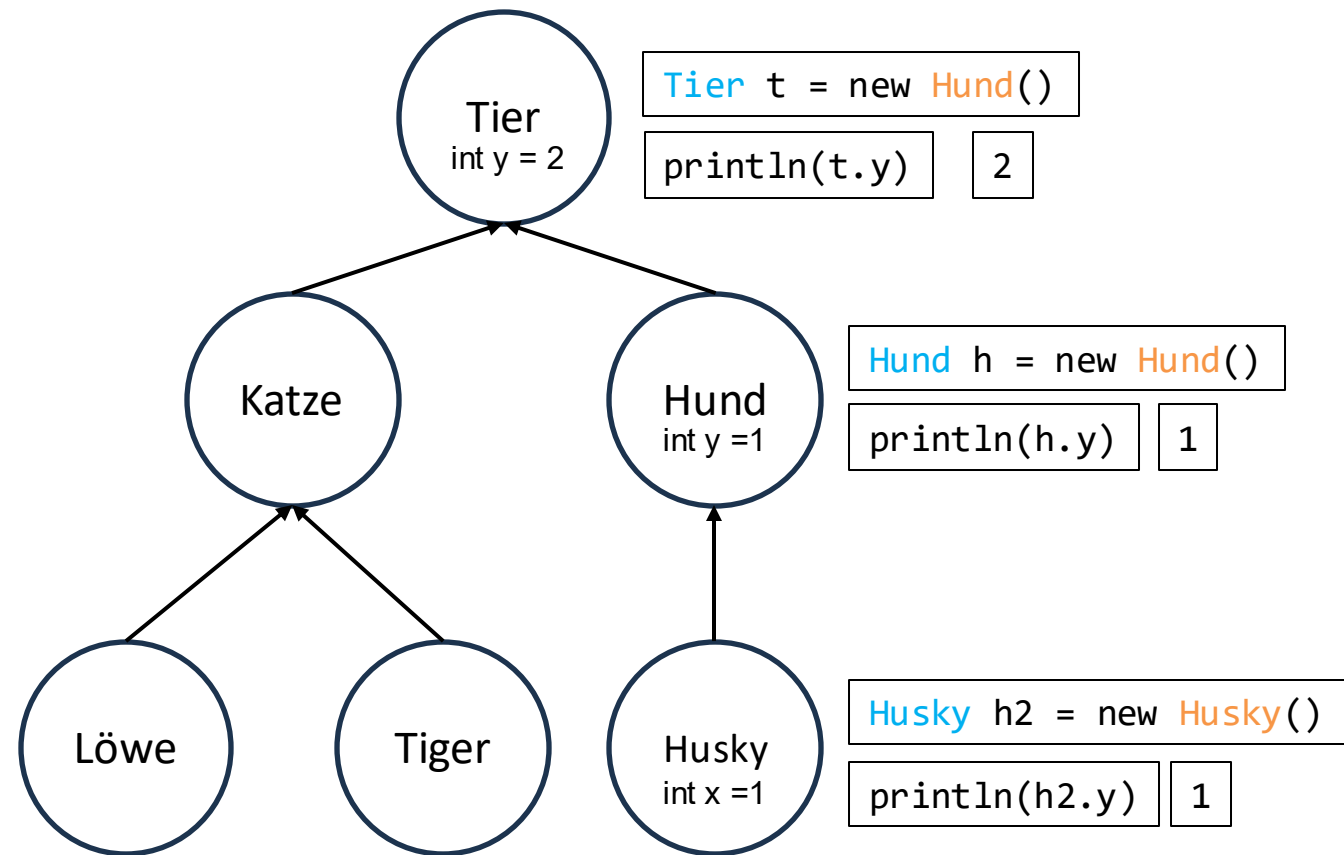 Tier
int y = 2
Tier t = new Hund()
println(t.y)
2
Katze
Hund
int y =1
Hund h = new Hund()
println(h.y)
1
Löwe
Tiger
Husky
int x =1
Husky h2 = new Husky()
println(h2.y)
1